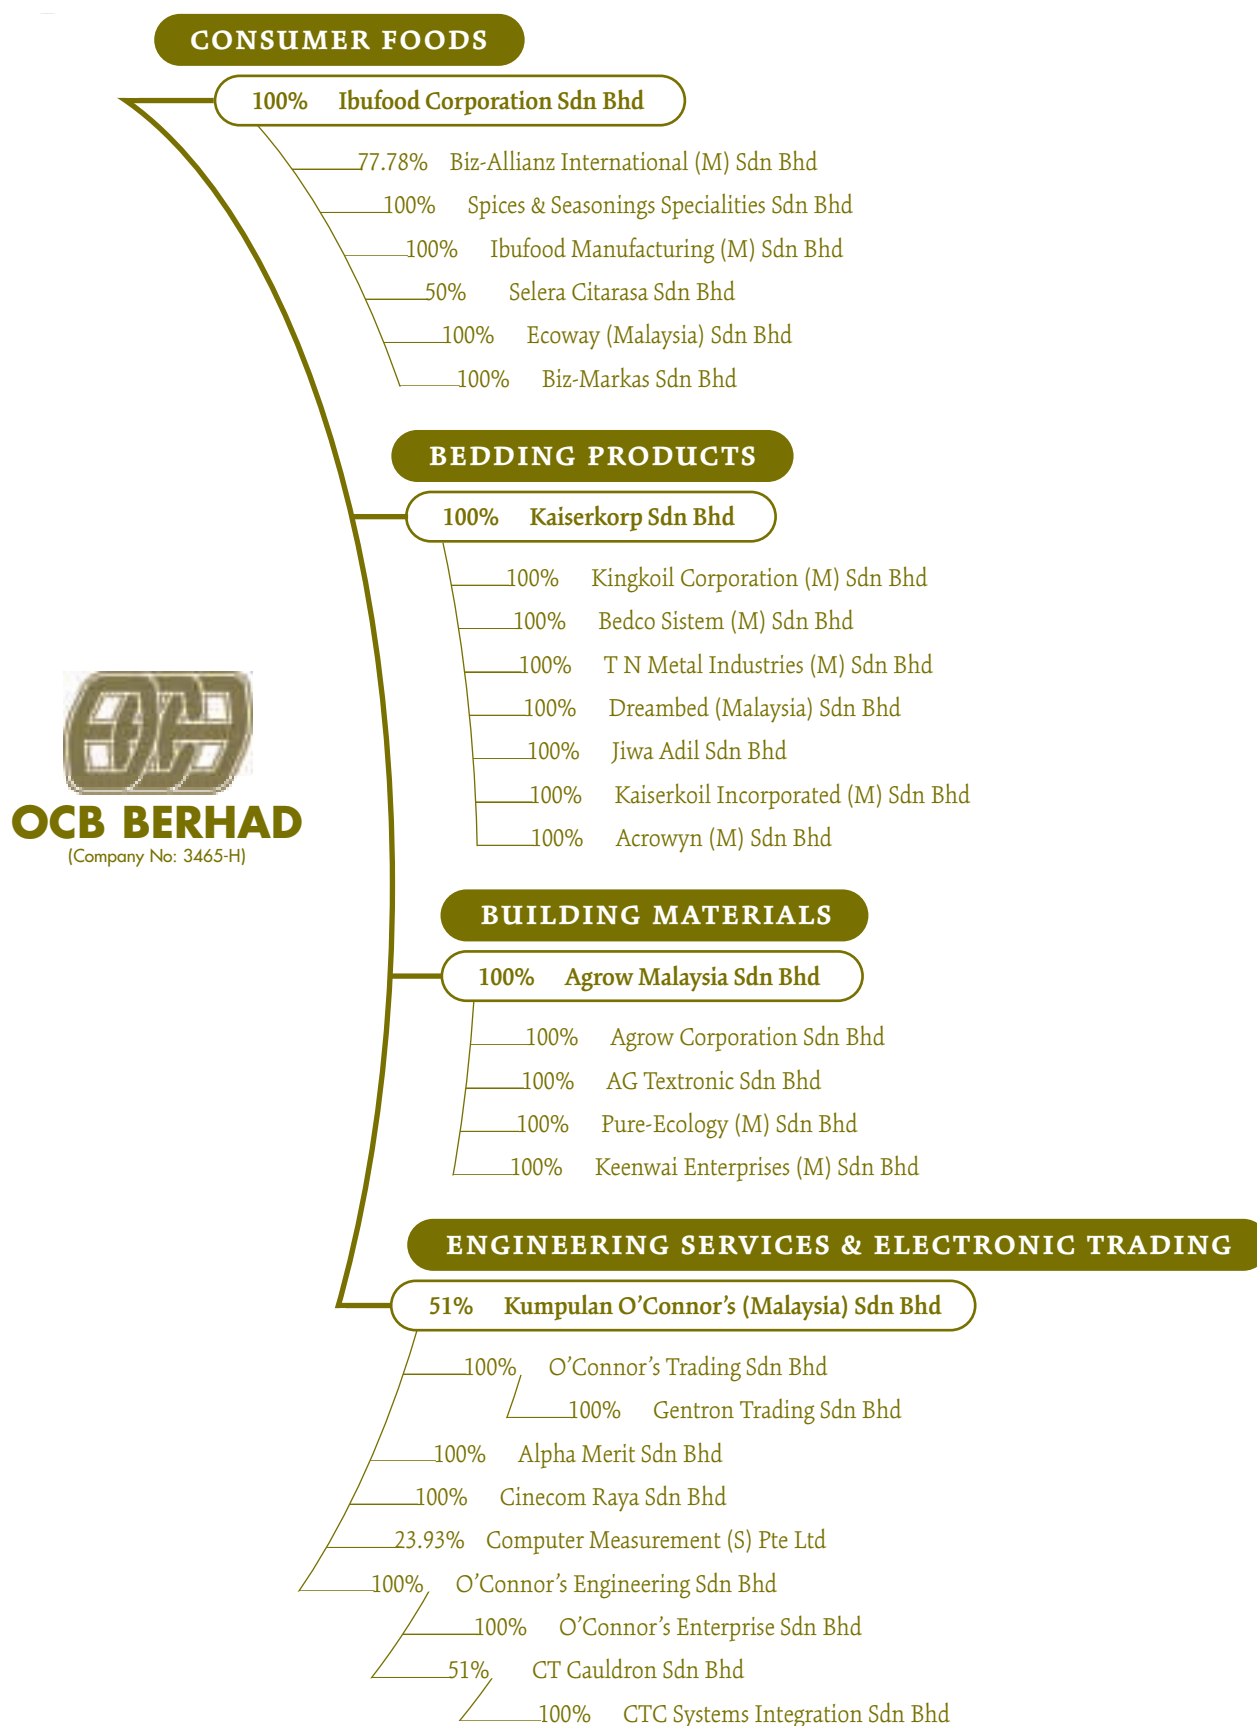 CONSUMER FOODS
100% Ibufood Corporation Sdn Bhd
77.78% Biz-Allianz International (M) Sdn Bhd
100% Spices & Seasonings Specialities Sdn Bhd
100% Ibufood Manufacturing (M) Sdn Bhd
50% Selera Citarasa Sdn Bhd
100% Ecoway (Malaysia) Sdn Bhd
100% Biz-Markas Sdn Bhd
BEDDING PRODUCTS
100% Kaiserkorp Sdn Bhd
100% Kingkoil Corporation (M) Sdn Bhd
100% Bedco Sistem (M) Sdn Bhd
100% T N Metal Industries (M) Sdn Bhd
100% Dreambed (Malaysia) Sdn Bhd
100% Jiwa Adil Sdn Bhd
100% Kaiserkoil Incorporated (M) Sdn Bhd
100% Acrowyn (M) Sdn Bhd
OCB BERHAD
(Company No: 3465-H)
BUILDING MATERIALS
100% Agrow Malaysia Sdn Bhd
100% Agrow Corporation Sdn Bhd
100% AG Textronic Sdn Bhd
100% Pure-Ecology (M) Sdn Bhd
100% Keenwai Enterprises (M) Sdn Bhd
ENGINEERING SERVICES & ELECTRONIC TRADING
51% Kumpulan O'Connor's (Malaysia) Sdn Bhd
100% O'Connor's Trading Sdn Bhd
100% Gentron Trading Sdn Bhd
100% Alpha Merit Sdn Bhd
100% Cinecom Raya Sdn Bhd
23.93% Computer Measurement (S) Pte Ltd
100% O'Connor's Engineering Sdn Bhd
100% O'Connor's Enterprise Sdn Bhd
51% CT Cauldron Sdn Bhd
100% CTC Systems Integration Sdn Bhd